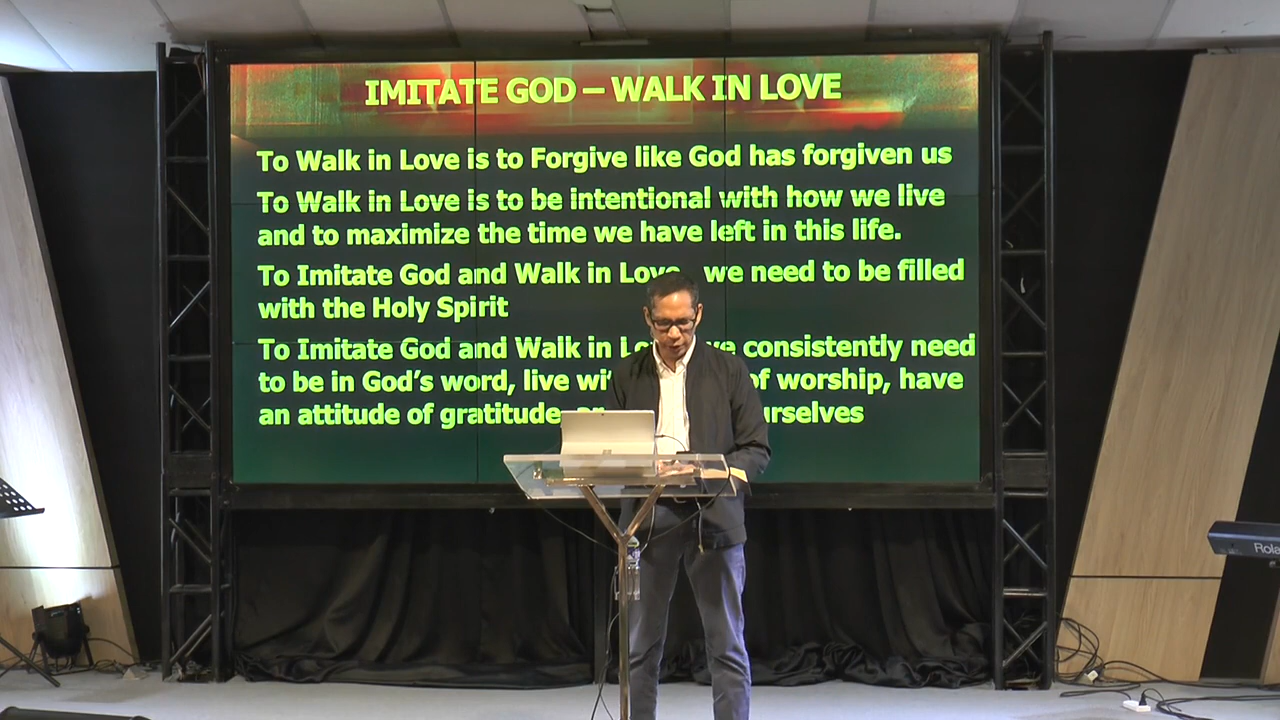 IMITATE GOD – WALK IN LOVE
To Walk in Love is to Forgive like God has forgiven us
To Walk in Love is to be intentional with how we live
and to maximize the time we have left in this life.
To Imitate God and Walk in Love we need to be filled
with the Holy Spirit
To Imitate God and Walk in we consistently need
to be in God's word, live of worship, have
an attitude of gratitude